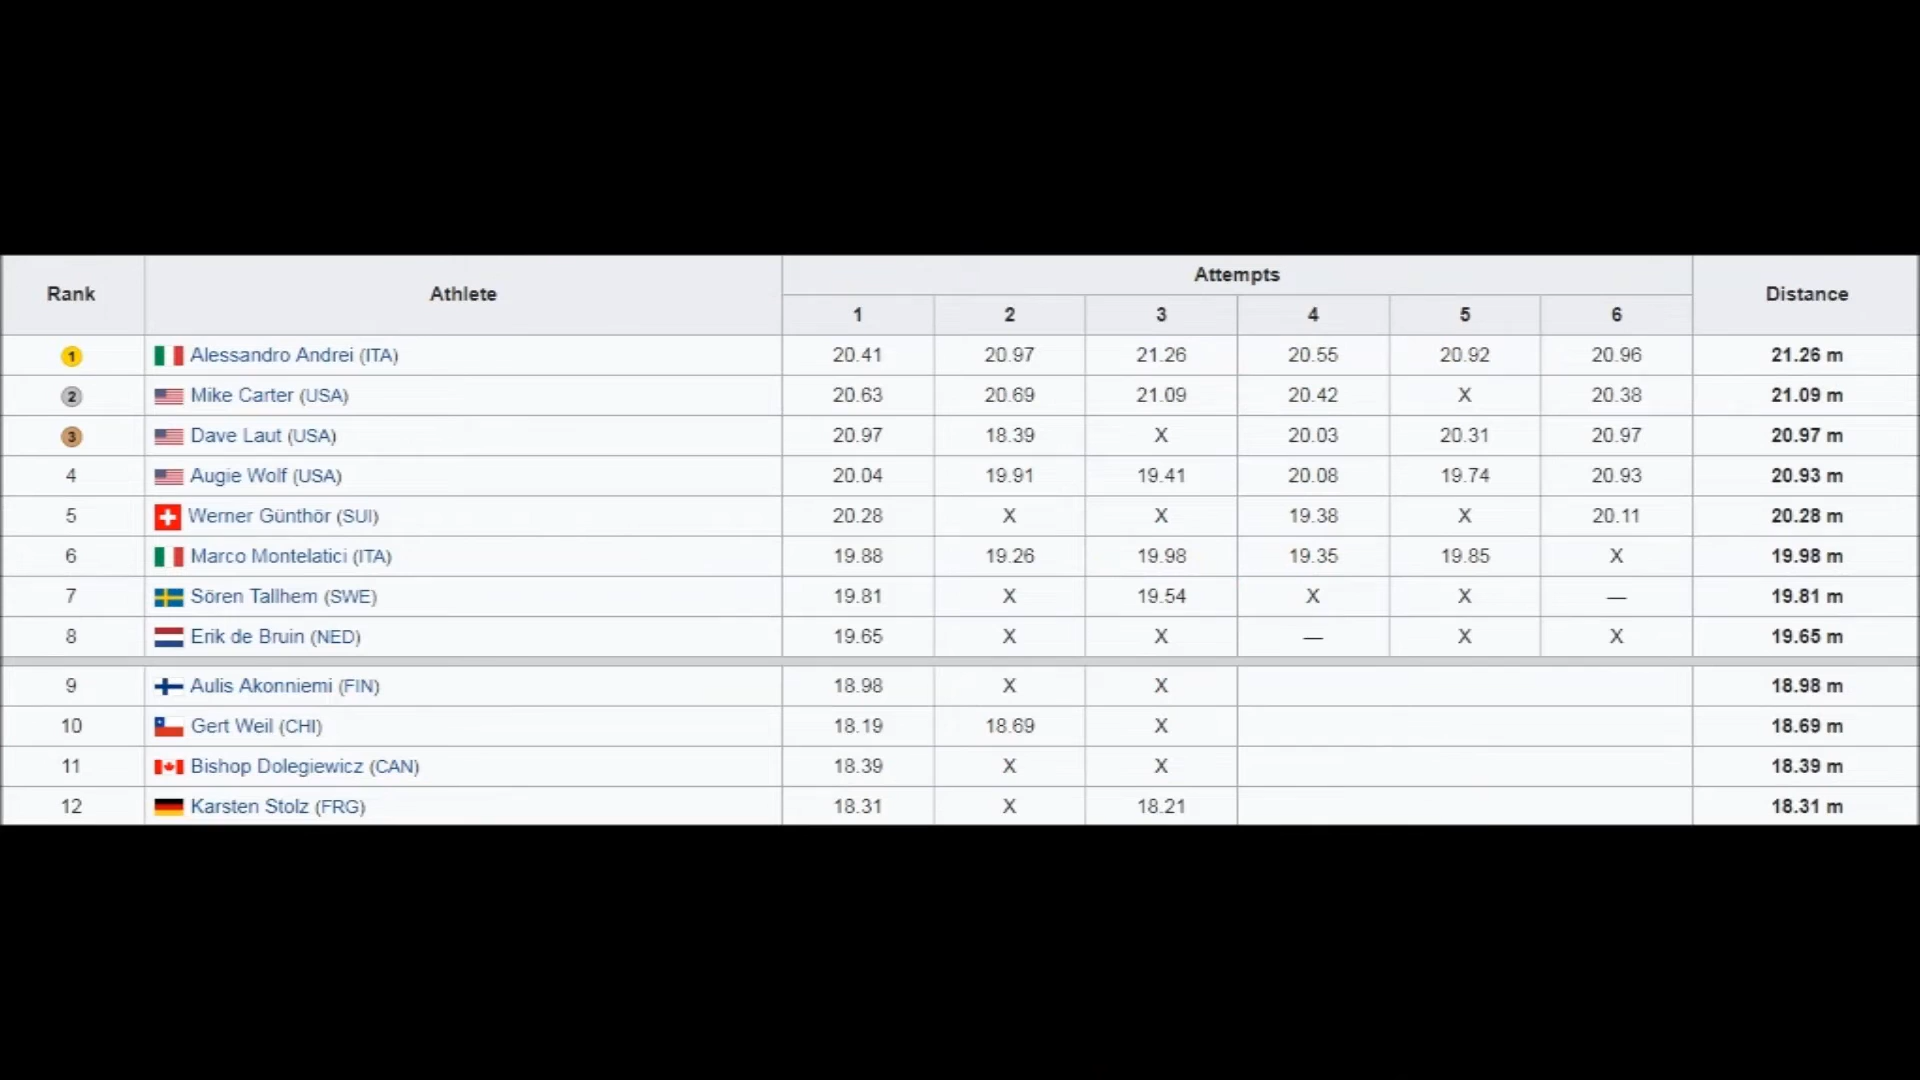 Rank Athlete Attempts Distance
1 2 3 4 5 6
1 Alessandro Andrei (ITA) 20.41 20.97 21.26 20.55 20.92 20.96 21.26 m
2 Mike Carter (USA) 20.63 20.69 21.09 20.42 X 20.38 21.09 m
3 Dave Laut (USA) 20.97 18.39 X 20.03 20.31 20.97 20.97 m
4 Augie Wolf (USA) 20.04 19.91 19.41 20.08 19.74 20.93 20.93 m
5 Werner Günthör (SUI) 20.28 X X 19.38 X 20.11 20.28 m
6 Marco Montelatici (ITA) 19.88 19.26 19.98 19.35 19.85 X 19.98 m
7 Sören Tallhem (SWE) 19.81 X 19.54 X X — 19.81 m
8 Erik de Bruin (NED) 19.65 X X — X X 19.65 m
9 Aulis Akonniemi (FIN) 18.98 X X 18.98 m
10 Gert Weil (CHI) 18.19 18.69 X 18.69 m
11 Bishop Dolegiewicz (CAN) 18.39 X X 18.39 m
12 Karsten Stolz (FRG) 18.31 X 18.21 18.31 m